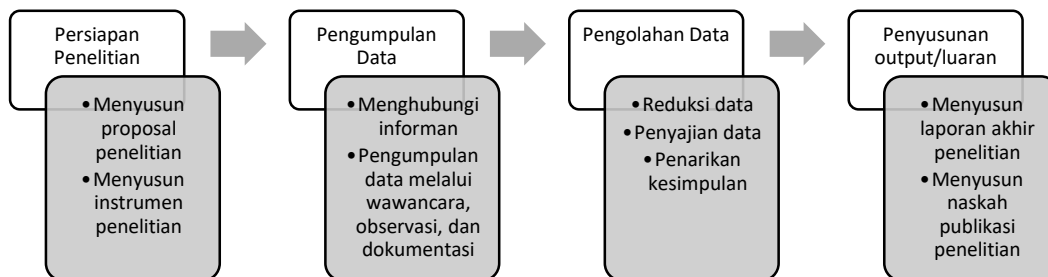 Persiapan
Penelitian
•Menyusun
proposal
penelitian
•Menyusun
instrumen
penelitian
Pengumpulan
Data
•Menghubungi
informan
•Pengumpulan
data melalui
wawancara,
observasi, dan
dokumentasi
Pengolahan Data
•Reduksi data
•Penyajian data
•Penarikan
kesimpulan
Penyusunan
output/luaran
•Menyusun
laporan akhir
penelitian
•Menyusun
naskah
publikasi
penelitian